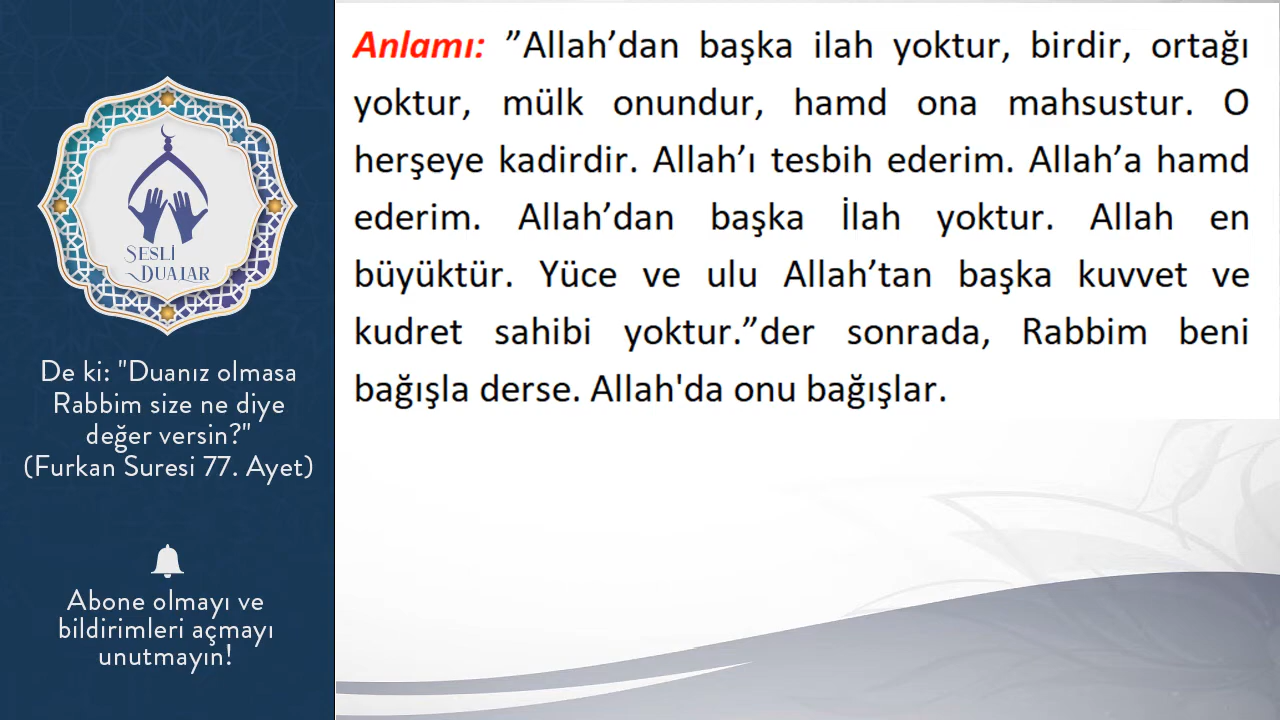 SESLİ
DUALAR
De ki: "Duanız olmasa
Rabbim size ne diye
değer versin?"
(Furkan Suresi 77. Ayet)
Abone olmayı ve
bildirimleri açmayı
unutmayın!
Anlamı: ”Allah’dan başka ilah yoktur, birdir, ortağı
yoktur, mülk onundur, hamd ona mahsustur. O
herşeye kadirdir. Allah’ı tesbih ederim. Allah’a hamd
ederim. Allah’dan başka İlah yoktur. Allah en
büyüktür. Yüce ve ulu Allah’tan başka kuvvet ve
kudret sahibi yoktur.”der sonrada, Rabbim beni
bağışla derse. Allah'da onu bağışlar.